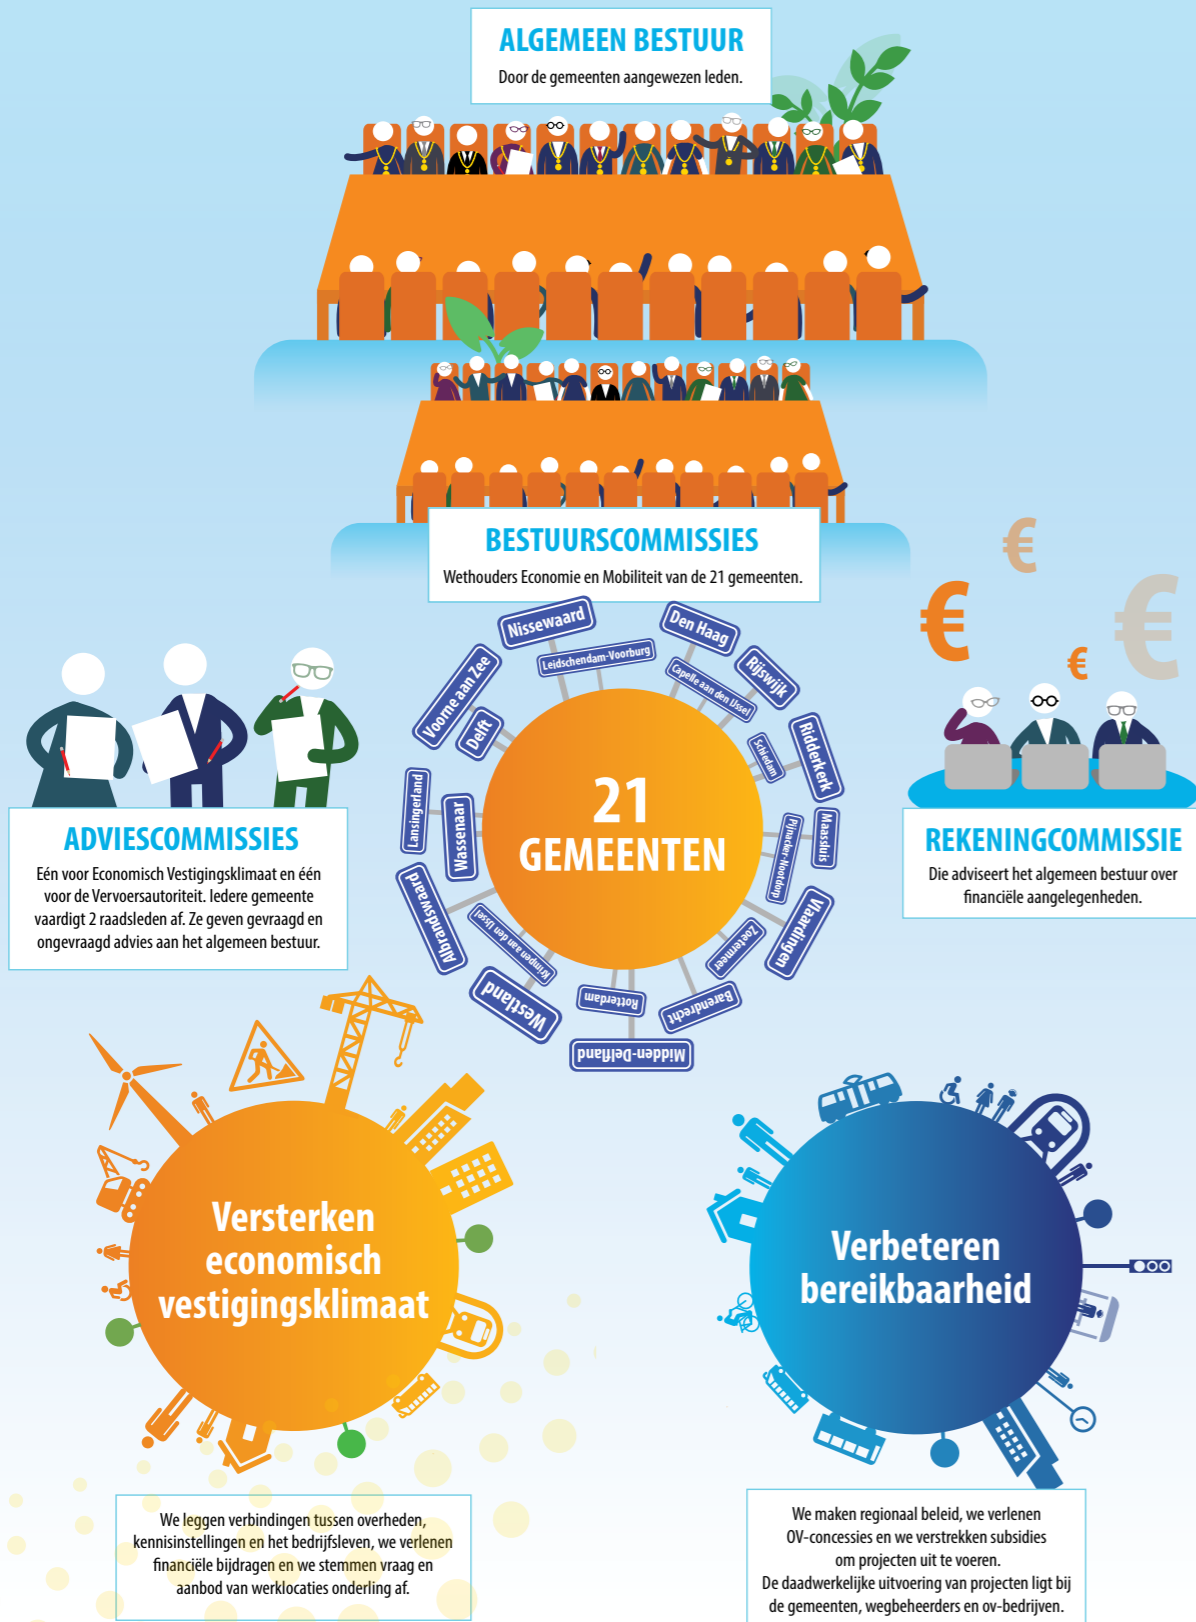 ALGEMEEN BESTUUR
Door de gemeenten aangewezen leden.
BESTUURSCOMMISSIES
Wethouders Economie en Mobiliteit van de 21 gemeenten.
€
€
€
€
Nissewaard
Leidschendam-Voorburg
Den Haag
Capelle aan den IJssel
Rijswijk
Voorne aan Zee
Delft
Schiedam
Ridderkerk
Lansingerland
Wassenaar
21
GEMEENTEN
Maassluis
Pijnacker-Nootdorp
Albrandswaard
Krimpen aan den IJssel
Vlaardingen
Zoetermeer
Westland
Rotterdam
Barendrecht
Midden-Delfland
ADVIESCOMMISSIES
Eén voor Economisch Vestigingsklimaat en één
voor de Vervoersautoriteit. Iedere gemeente
vaardigt 2 raadsleden af. Ze geven gevraagd en
ongevraagd advies aan het algemeen bestuur.
REKENINGCOMMISSIE
Die adviseert het algemeen bestuur over
financiële aangelegenheden.
Versterken
economisch
vestigingsklimaat
Verbeteren
bereikbaarheid
We leggen verbindingen tussen overheden,
kennisinstellingen en het bedrijfsleven, we verlenen
financiële bijdragen en we stemmen vraag en
aanbod van werklocaties onderling af.
We maken regionaal beleid, we verlenen
OV-concessies en we verstrekken subsidies
om projecten uit te voeren.
De daadwerkelijke uitvoering van projecten ligt bij
de gemeenten, wegbeheerders en ov-bedrijven.